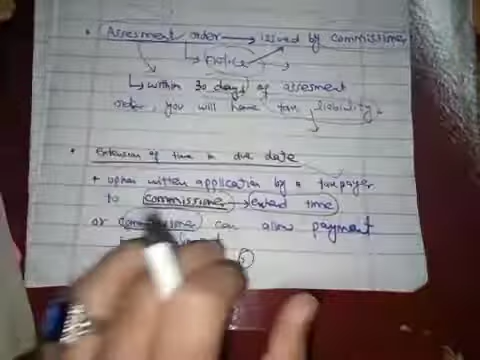 Assesment order → issued by commissioner
→ Notice
↳ within 30 days of assesment
order, you will have tax liability.
• Extension of time in due date
+ upon written application by a taxpayer
to commissioner → extend time
or commissioner can allow payment